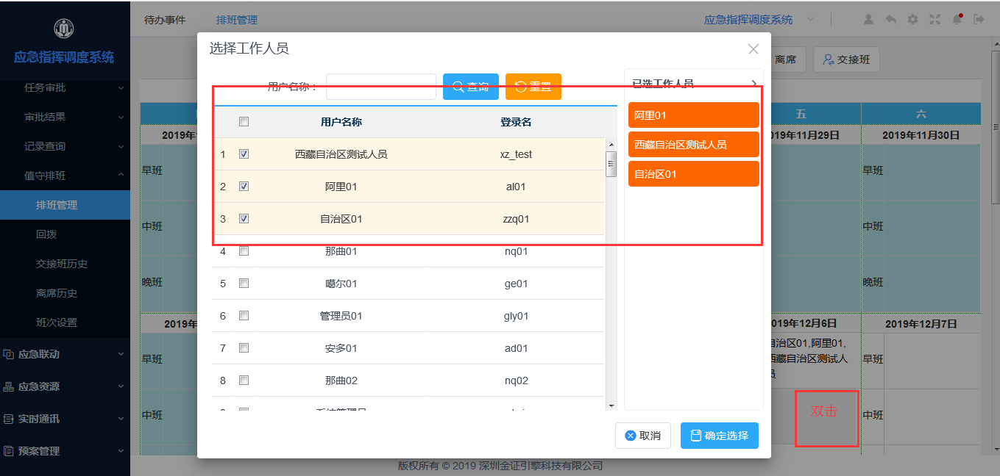 应急指挥调度系统
任务审批
审批结果
记录查询
值守排班
排班管理
回拨
交接班历史
离席历史
班次设置
应急联动
应急资源
实时通讯
预案管理
待办事件
排班管理
应急指挥调度系统
离席
交接班
选择工作人员
用户名称：
查询
重置
用户名称
登录名
1
西藏自治区测试人员
xz_test
2
阿里01
al01
3
自治区01
zzq01
4
那曲01
nq01
5
噶尔01
ge01
6
管理员01
gly01
7
安多01
ad01
8
那曲02
nq02
已选工作人员
阿里01
西藏自治区测试人员
自治区01
取消
确定选择
五
六
2019年
019年11月29日
2019年11月30日
早班
早班
中班
中班
晚班
晚班
2019年
019年12月6日
2019年12月7日
早班
自治区01,阿里01,
西藏自治区测试人
员
早班
中班
双击
中班
版权所有 © 2019 深圳金证引擎科技有限公司